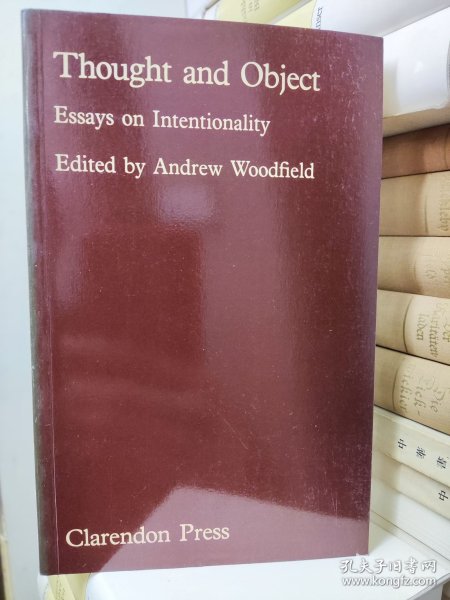 Thought and Object
Essays on Intentionality
Edited by Andrew Woodfield
Clarendon Press
Die
孔夫子旧书网
www.kongfz.com